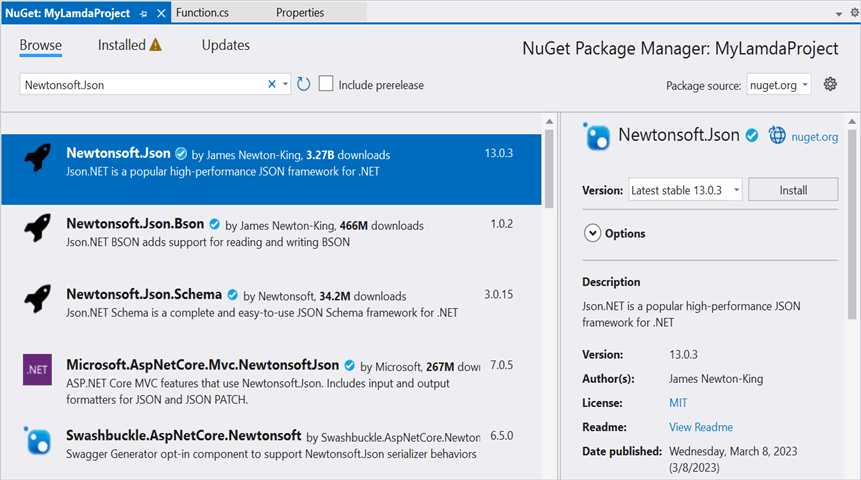 NuGet: MyLamdaProject
Function.cs
Properties
Browse
Installed
Updates
NuGet Package Manager: MyLamdaProject
Newtonsoft.Json
Include prerelease
Package source: nuget.org
Newtonsoft.Json by James Newton-King, 3.27B downloads 13.0.3
Json.NET is a popular high-performance JSON framework for .NET
Newtonsoft.Json.Bson by James Newton-King, 466M downloads 1.0.2
Json.NET BSON adds support for reading and writing BSON
Newtonsoft.Json.Schema by Newtonsoft, 34.2M downloads 3.0.15
Json.NET Schema is a complete and easy-to-use JSON Schema framework for .NET
.NET
Microsoft.AspNetCore.Mvc.NewtonsoftJson by Microsoft, 267M dow 7.0.5
ASP.NET Core MVC features that use Newtonsoft.Json. Includes input and output
formatters for JSON and JSON PATCH.
Swashbuckle.AspNetCore.Newtonsoft by Swashbuckle.AspNetCore.Newton 6.5.0
Swagger Generator opt-in component to support Newtonsoft.Json serializer behaviors
Newtonsoft.Json nuget.org
Version: Latest stable 13.0.3 Install
Options
Description
Json.NET is a popular high-performance JSON
framework for .NET
Version: 13.0.3
Author(s): James Newton-King
License: MIT
Readme: View Readme
Date published: Wednesday, March 8, 2023
(3/8/2023)